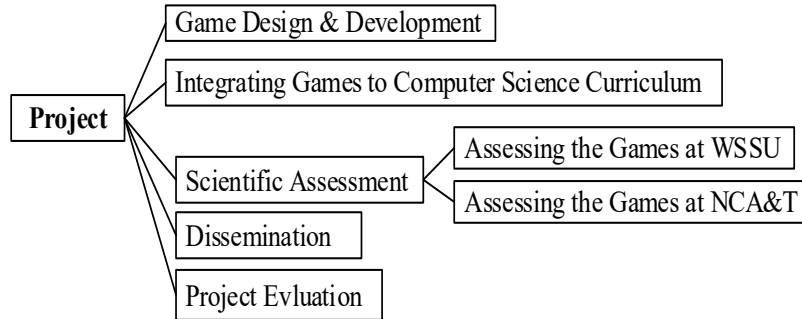 Game Design & Development
Integrating Games to Computer Science Curriculum
Project
Scientific Assessment
Assessing the Games at WSSU
Assessing the Games at NCA&T
Dissemination
Project Evluation